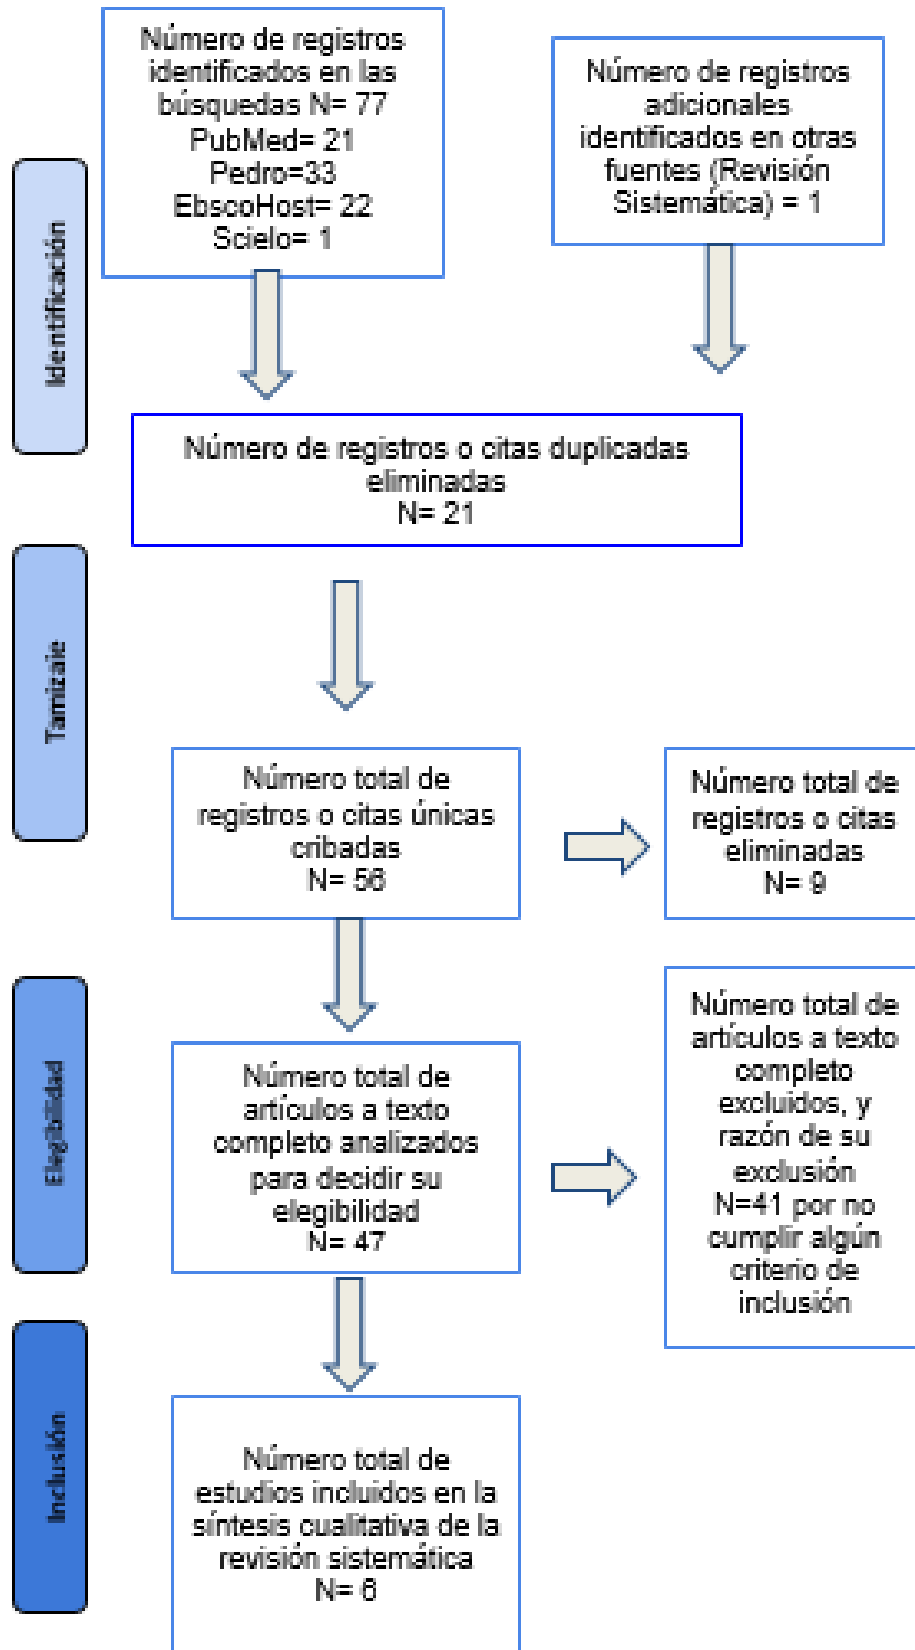 Número de registros
identificados en las
búsquedas N= 77
PubMed= 21
Pedro=33
EbscoHost= 22
Scielo= 1
Número de registros
adicionales
identificados en otras
fuentes (Revisión
Sistemática) = 1
Identificación
Número de registros o citas duplicadas
eliminadas
N= 21
Tamizaje
Número total de
registros o citas únicas
cribadas
N= 56
Número total de
registros o citas
eliminadas
N= 9
Elegibilidad
Número total de
artículos a texto
completo analizados
para decidir su
elegibilidad
N= 47
Número total de
artículos a texto
completo
excluidos, y
razón de su
exclusión
N=41 por no
cumplir algún
criterio de
inclusión
Inclusión
Número total de
estudios incluidos en la
síntesis cualitativa de la
revisión sistemática
N= 6